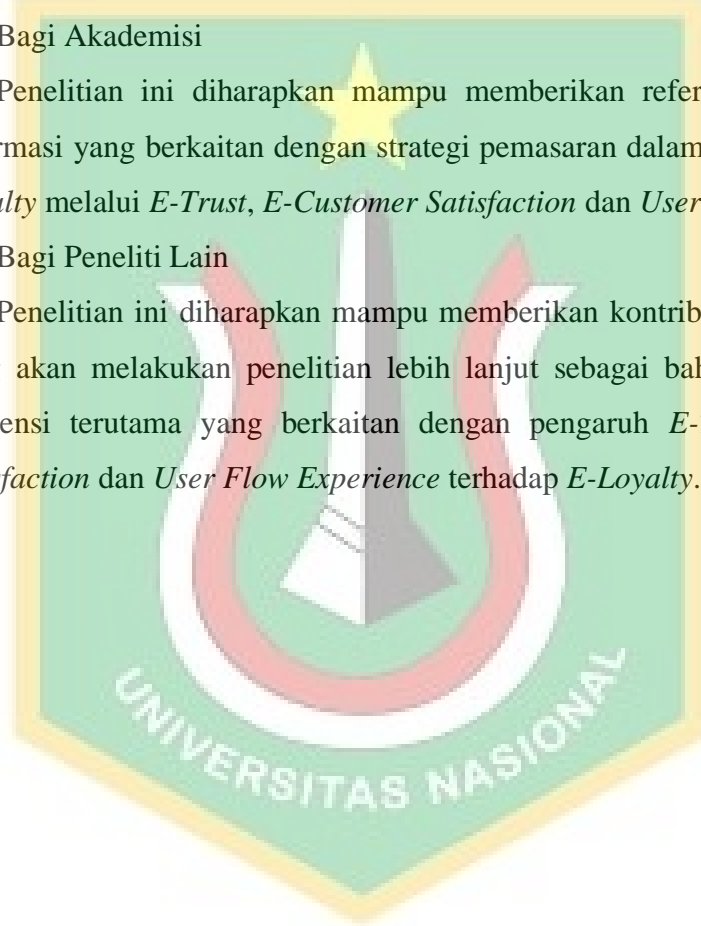 Bagi Akademisi
Penelitian ini diharapkan mampu memberikan refer
rmasi yang berkaitan dengan strategi pemasaran dalam
alty melalui E-Trust, E-Customer Satisfaction dan User
Bagi Peneliti Lain
Penelitian ini diharapkan mampu memberikan kontrib
akan melakukan penelitian lebih lanjut sebagai bah
ensi terutama yang berkaitan dengan pengaruh E-
sfaction dan User Flow Experience terhadap E-Loyalty.
UNIVERSITAS NASIONAL